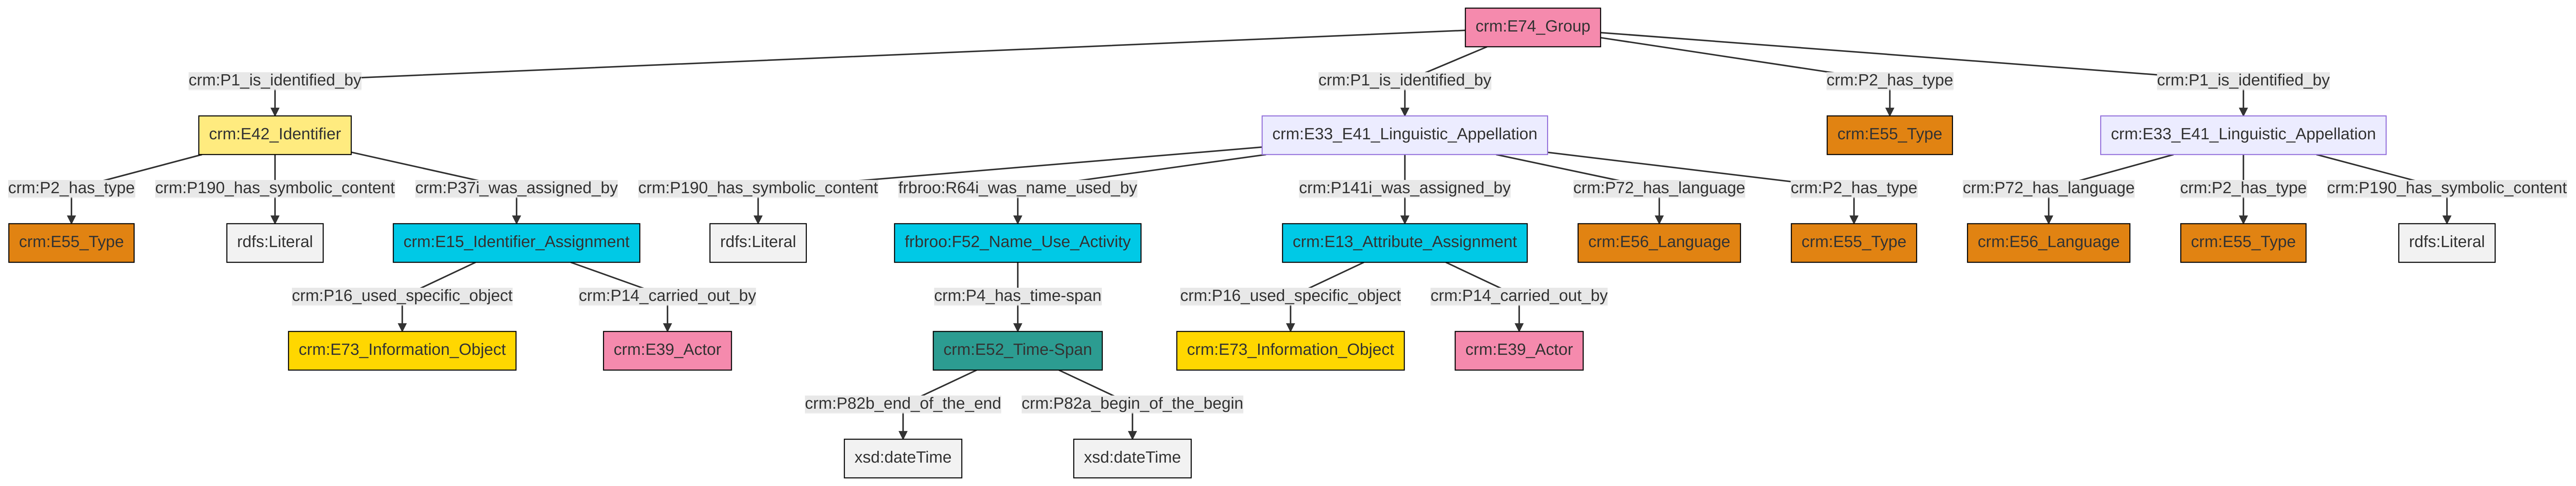 crm:E74_Group
crm:P1_is_identified_by
crm:P1_is_identified_by
crm:P2_has_type
crm:P1_is_identified_by
crm:E42_Identifier
crm:E33_E41_Linguistic_Appellation
crm:E55_Type
crm:E33_E41_Linguistic_Appellation
crm:P2_has_type
crm:P190_has_symbolic_content
crm:P37i_was_assigned_by
crm:P190_has_symbolic_content
frbroo:R64i_was_name_used_by
crm:P141i_was_assigned_by
crm:P72_has_language
crm:P2_has_type
crm:P72_has_language
crm:P2_has_type
crm:P190_has_symbolic_content
crm:E55_Type
rdfs:Literal
crm:E15_Identifier_Assignment
rdfs:Literal
frbroo:F52_Name_Use_Activity
crm:E13_Attribute_Assignment
crm:E56_Language
crm:E55_Type
crm:E56_Language
crm:E55_Type
rdfs:Literal
crm:P16_used_specific_object
crm:P14_carried_out_by
crm:P4_has_time-span
crm:P16_used_specific_object
crm:P14_carried_out_by
crm:E73_Information_Object
crm:E39_Actor
crm:E52_Time-Span
crm:E73_Information_Object
crm:E39_Actor
crm:P82b_end_of_the_end
crm:P82a_begin_of_the_begin
xsd:dateTime
xsd:dateTime